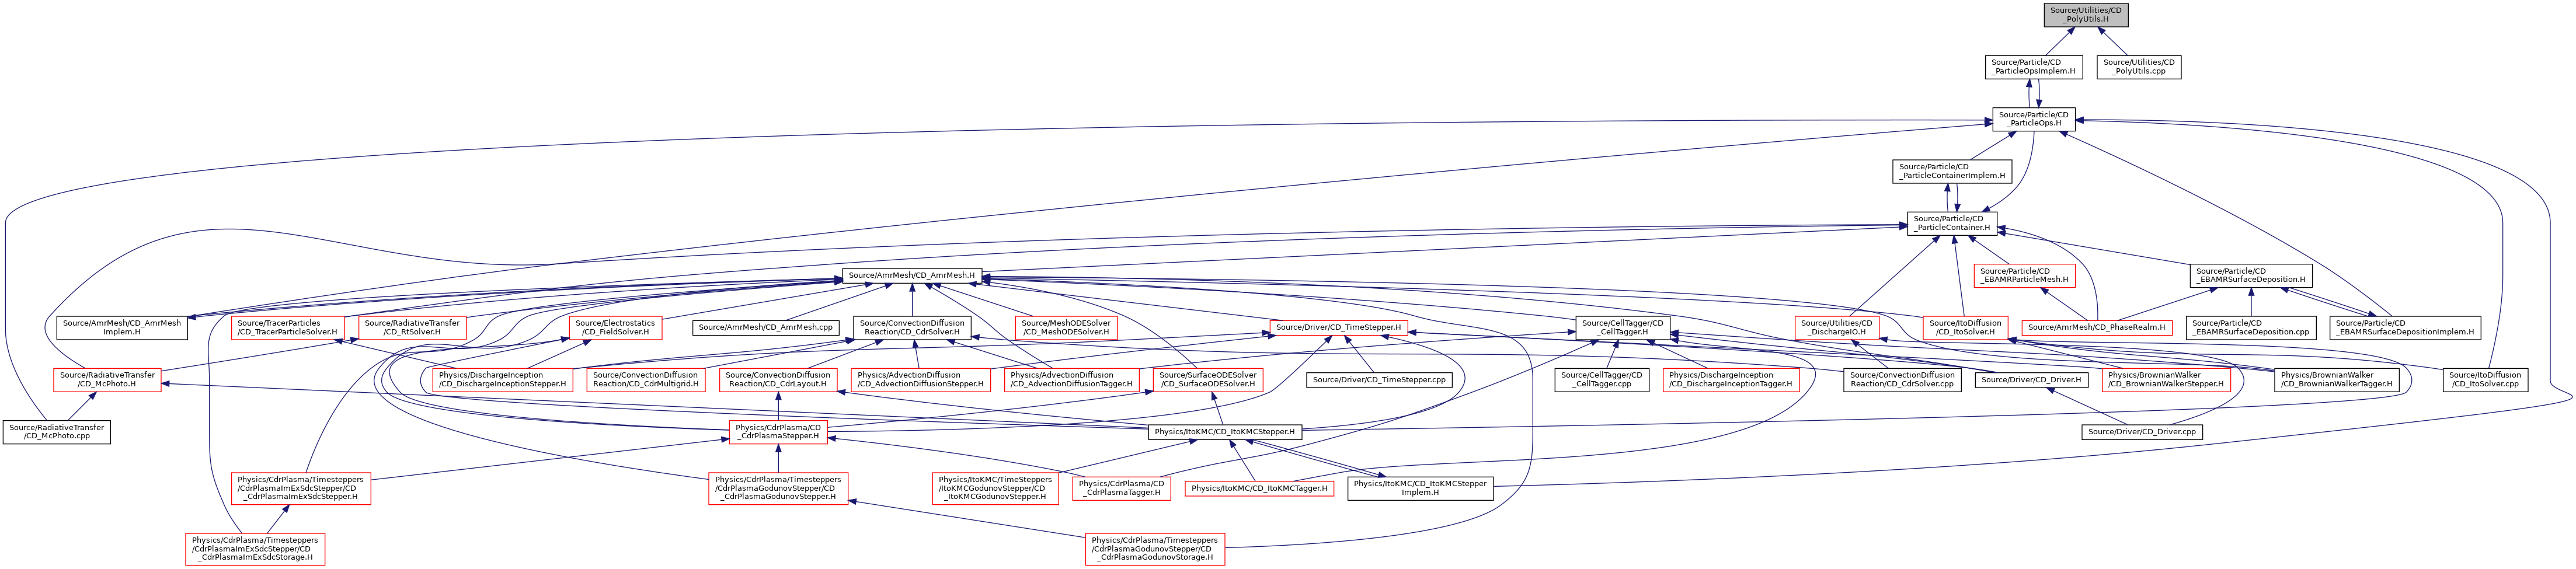 Source/Utilities/CD
_PolyUtils.H
Source/Particle/CD
_ParticleOpsImplem.H
Source/Utilities/CD
_PolyUtils.cpp
Source/Particle/CD
_ParticleOps.H
Source/Particle/CD
_ParticleContainerImplem.H
Source/Particle/CD
_ParticleContainer.H
Source/AmrMesh/CD_AmrMesh.H
Source/Particle/CD
_EBAMRParticleMesh.H
Source/Particle/CD
_EBAMRSurfaceDeposition.H
Source/AmrMesh/CD_AmrMesh
Implem.H
Source/TracerParticles
/CD_TracerParticleSolver.H
Source/RadiativeTransfer
/CD_RtSolver.H
Source/Electrostatics
/CD_FieldSolver.H
Source/AmrMesh/CD_AmrMesh.cpp
Source/ConvectionDiffusion
Reaction/CD_CdrSolver.H
Source/MeshODESolver
/CD_MeshODESolver.H
Source/Driver/CD_TimeStepper.H
Source/CellTagger/CD
_CellTagger.H
Source/Utilities/CD
_DischargeIO.H
Source/ItoDiffusion
/CD_ItoSolver.H
Source/AmrMesh/CD_PhaseRealm.H
Source/Particle/CD
_EBAMRSurfaceDeposition.cpp
Source/Particle/CD
_EBAMRSurfaceDepositionImplem.H
Source/RadiativeTransfer
/CD_McPhoto.H
Physics/DischargeInception
/CD_DischargeInceptionStepper.H
Source/ConvectionDiffusion
Reaction/CD_CdrMultigrid.H
Source/ConvectionDiffusion
Reaction/CD_CdrLayout.H
Physics/AdvectionDiffusion
/CD_AdvectionDiffusionStepper.H
Physics/AdvectionDiffusion
/CD_AdvectionDiffusionTagger.H
Source/SurfaceODESolver
/CD_SurfaceODESolver.H
Source/Driver/CD_TimeStepper.cpp
Source/CellTagger/CD
_CellTagger.cpp
Physics/DischargeInception
/CD_DischargeInceptionTagger.H
Source/ConvectionDiffusion
Reaction/CD_CdrSolver.cpp
Source/Driver/CD_Driver.H
Physics/BrownianWalker
/CD_BrownianWalkerStepper.H
Physics/BrownianWalker
/CD_BrownianWalkerTagger.H
Source/ItoDiffusion
/CD_ItoSolver.cpp
Source/RadiativeTransfer
/CD_McPhoto.cpp
Physics/CdrPlasma/CD
_CdrPlasmaStepper.H
Physics/ItoKMC/CD_ItoKMCStepper.H
Source/Driver/CD_Driver.cpp
Physics/CdrPlasma/Timesteppers
/CdrPlasmaImExSdcStepper/CD
_CdrPlasmaImExSdcStepper.H
Physics/CdrPlasma/Timesteppers
/CdrPlasmaGodunovStepper/CD
_CdrPlasmaGodunovStepper.H
Physics/ItoKMC/TimeSteppers
/ItoKMCGodunovStepper/CD
_ItoKMCGodunovStepper.H
Physics/CdrPlasma/CD
_CdrPlasmaTagger.H
Physics/ItoKMC/CD_ItoKMCTagger.H
Physics/ItoKMC/CD_ItoKMCStepper
Implem.H
Physics/CdrPlasma/Timesteppers
/CdrPlasmaImExSdcStepper/CD
_CdrPlasmaImExSdcStorage.H
Physics/CdrPlasma/Timesteppers
/CdrPlasmaGodunovStepper/CD
_CdrPlasmaGodunovStorage.H